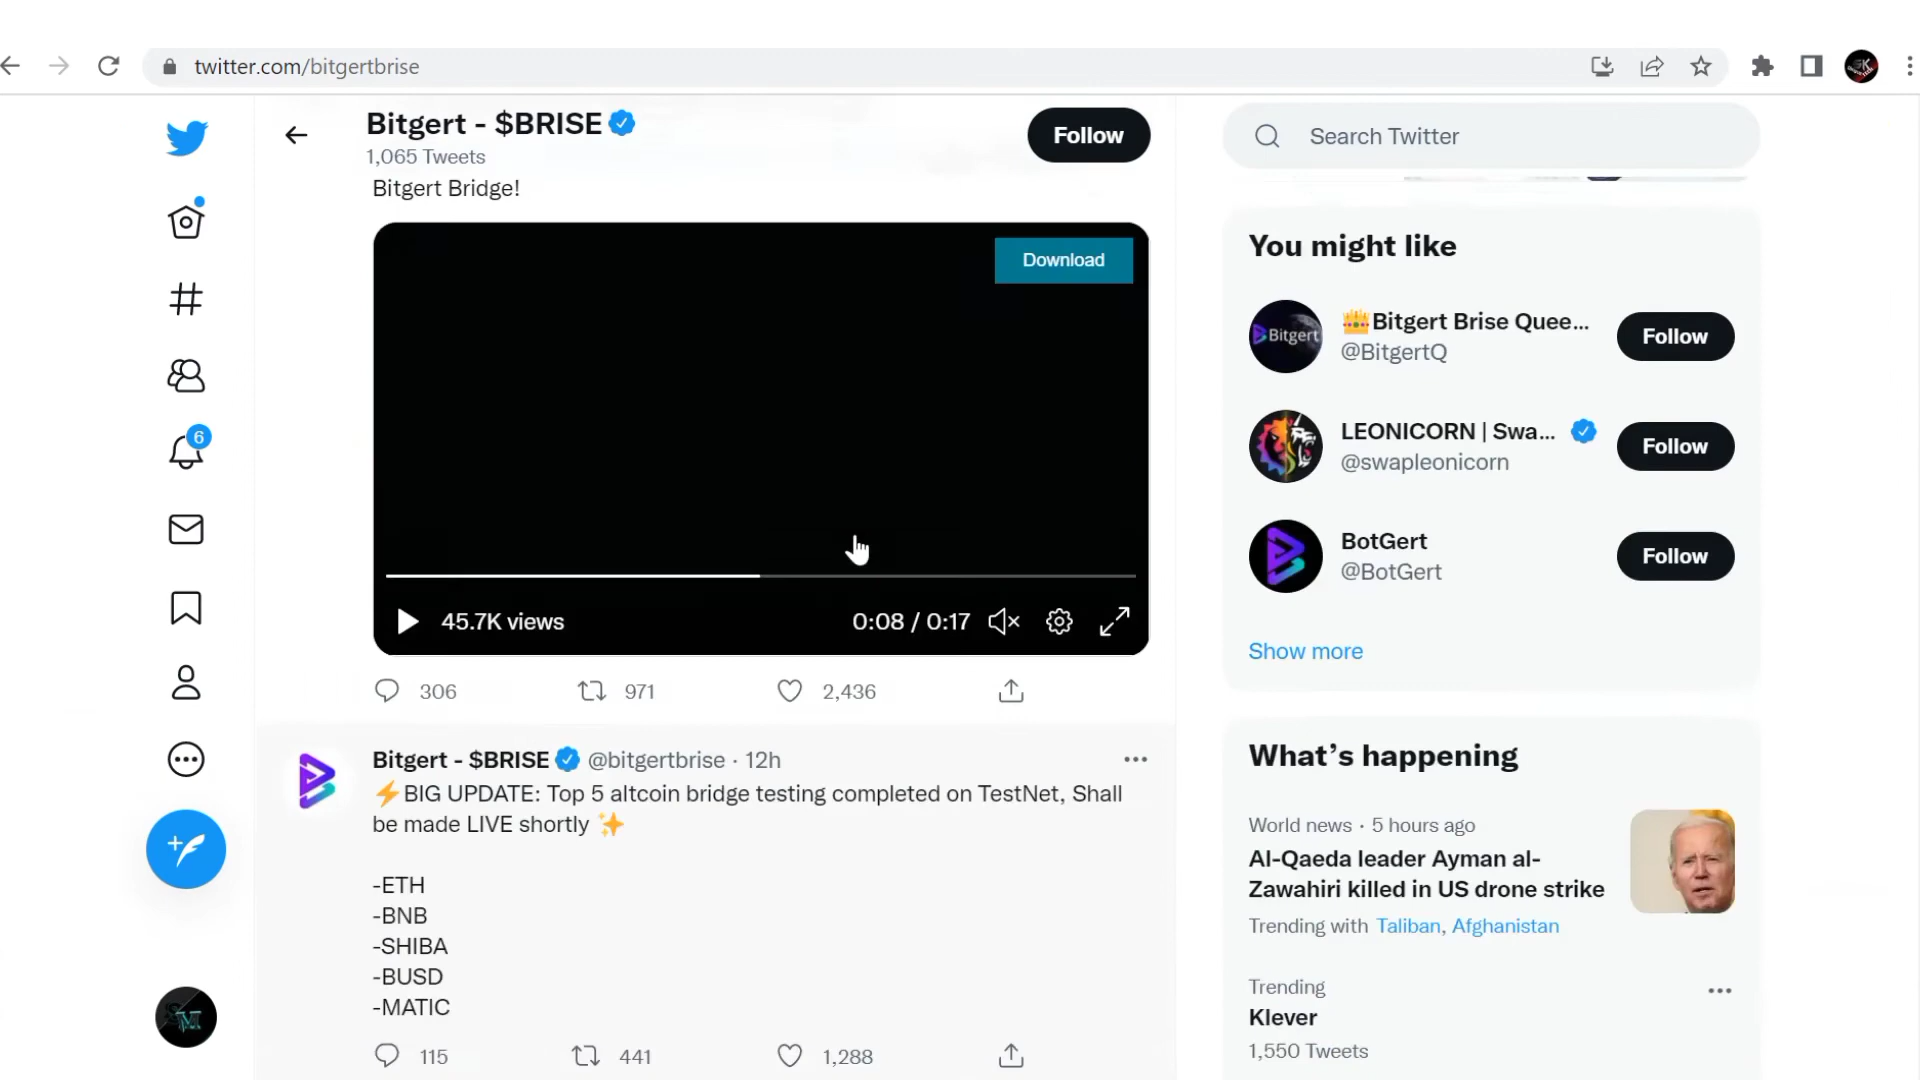 twitter.com/bitgertbrise
Bitgert - $BRISE
1,065 Tweets
Follow
Bitgert Bridge!
Download
45.7K views
0:08 / 0:17
306
971
2,436
Bitgert - $BRISE @bitgertbrise · 12h
⚡BIG UPDATE: Top 5 altcoin bridge testing completed on TestNet, Shall
be made LIVE shortly ✨
-ETH
-BNB
-SHIBA
-BUSD
-MATIC
115
441
1,288
6
Search Twitter
You might like
Bitgert
👑Bitgert Brise Quee...
@BitgertQ
Follow
LEONICORN | Swa...
@swapleonicorn
Follow
BotGert
@BotGert
Follow
Show more
What's happening
World news · 5 hours ago
Al-Qaeda leader Ayman al-
Zawahiri killed in US drone strike
Trending with Taliban, Afghanistan
Trending
Klever
1,550 Tweets